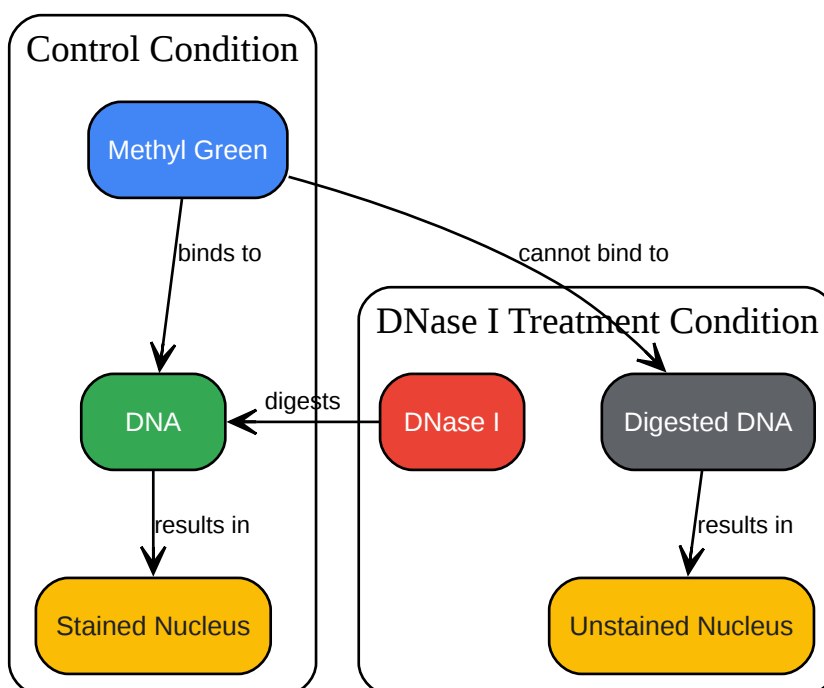 Control Condition
Methyl Green
binds to
cannot bind to
DNase I Treatment Condition
DNA
digests
DNase I
Digested DNA
results in
results in
Stained Nucleus
Unstained Nucleus